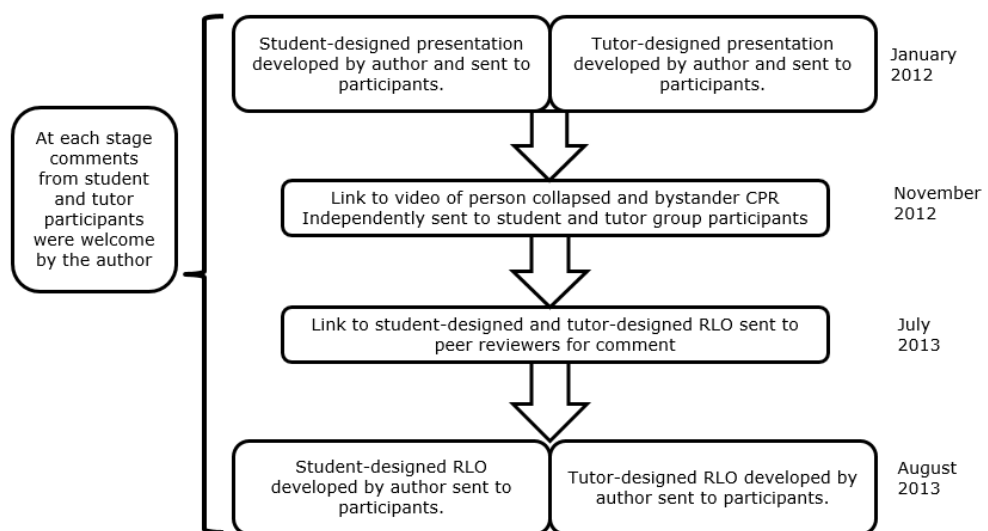 At each stage
comments
from student
and tutor
participants
were welcome
by the author
Student-designed presentation
developed by author and sent to
participants.
Tutor-designed presentation
developed by author and sent to
participants.
January
2012
Link to video of person collapsed and bystander CPR
Independently sent to student and tutor group participants
November
2012
Link to student-designed and tutor-designed RLO sent to
peer reviewers for comment
July
2013
Student-designed RLO
developed by author sent to
participants.
Tutor-designed RLO developed by
author sent to participants.
August
2013